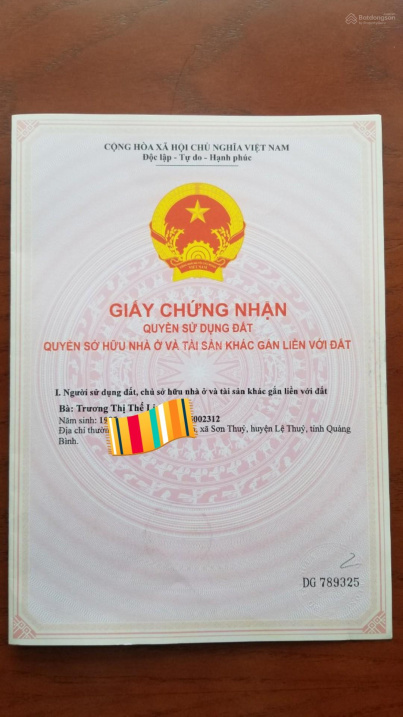 Batdongsan
CỘNG HÒA XÃ HỘI CHỦ NGHĨA VIỆT NAM
Độc lập - Tự do - Hạnh phúc
GIẤY CHỨNG NHẬN
QUYỀN SỬ DỤNG ĐẤT
QUYỀN SỞ HỮU NHÀ Ở VÀ TÀI SẢN KHÁC GẮN LIỀN VỚI ĐẤT
I. Người sử dụng đất, chủ sở hữu nhà ở và tài sản khác gắn liền với đất
Bà: Trương Thị Thế
Năm sinh: 19 002312
Địa chỉ thườn , xã Sơn Thuỷ, huyện Lệ Thuỷ, tỉnh Quảng
Bình.
2
DG 789325